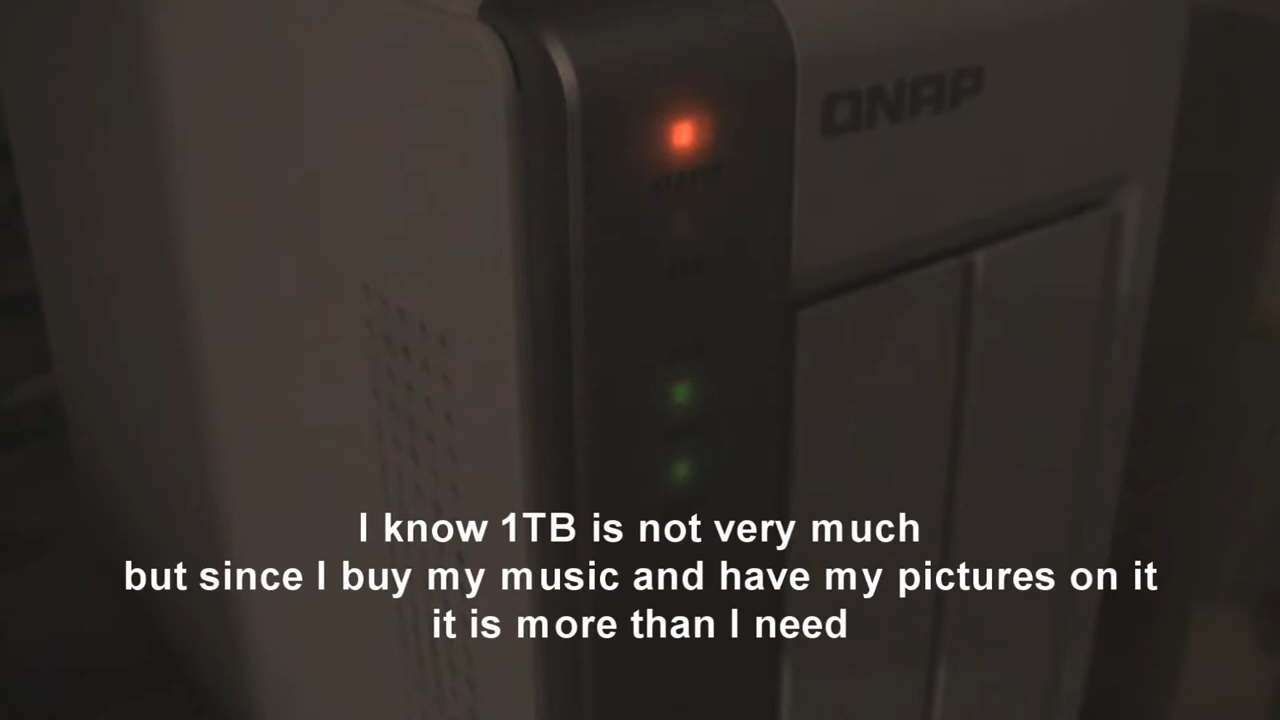 QNAP
I know 1TB is not very much
but since I buy my music and have my pictures on it
it is more than I need